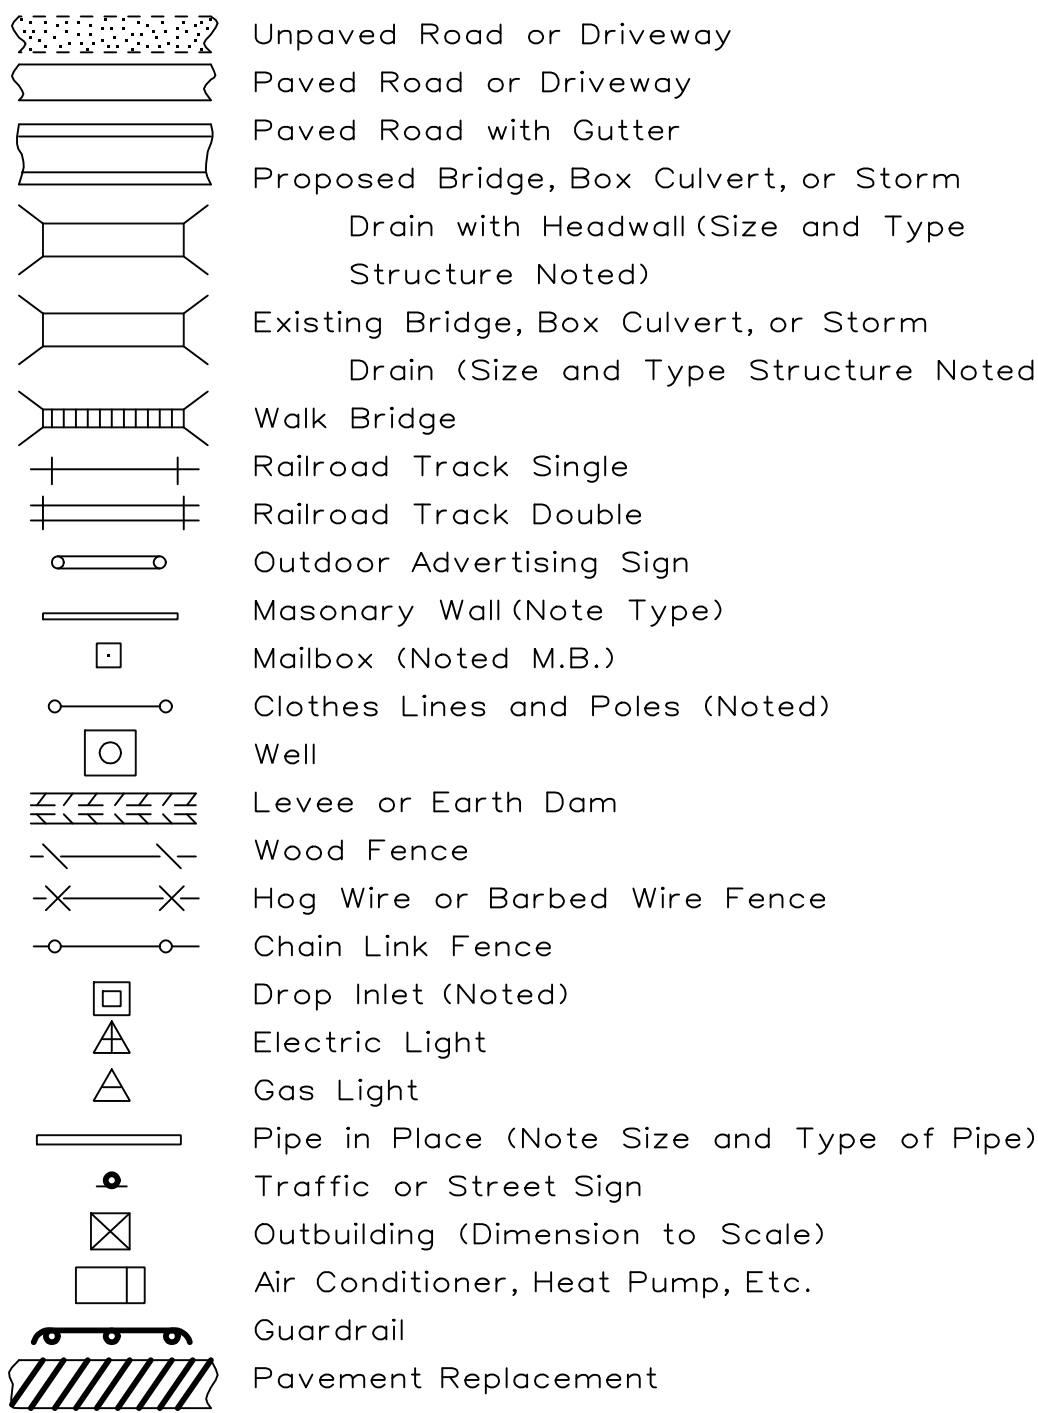 Unpaved Road or Driveway
Paved Road or Driveway
Paved Road with Gutter
Proposed Bridge, Box Culvert, or Storm
Drain with Headwall (Size and Type
Structure Noted)
Existing Bridge, Box Culvert, or Storm
Drain (Size and Type Structure Noted
Walk Bridge
Railroad Track Single
Railroad Track Double
Outdoor Advertising Sign
Masonary Wall (Note Type)
Mailbox (Noted M.B.)
Clothes Lines and Poles (Noted)
Well
Levee or Earth Dam
Wood Fence
Hog Wire or Barbed Wire Fence
Chain Link Fence
Drop Inlet (Noted)
Electric Light
Gas Light
Pipe in Place (Note Size and Type of Pipe)
Traffic or Street Sign
Outbuilding (Dimension to Scale)
Air Conditioner, Heat Pump, Etc.
Guardrail
Pavement Replacement